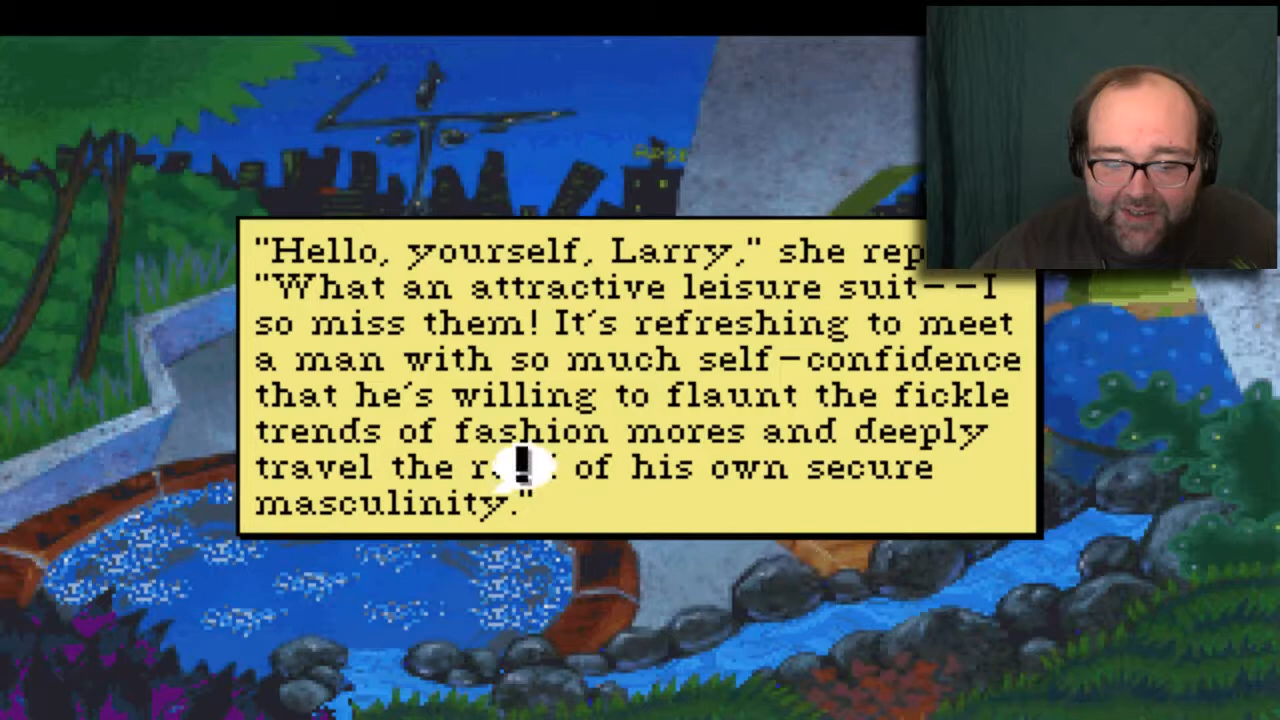 "Hello, yourself, Larry," she
"What an attractive leisure suit--I
so miss them! It's refreshing to meet
a man with so much self-confidence
that he's willing to flaunt the fickle
trends of fashion mores and deeply
travel the of his own secure
masculinity."
!